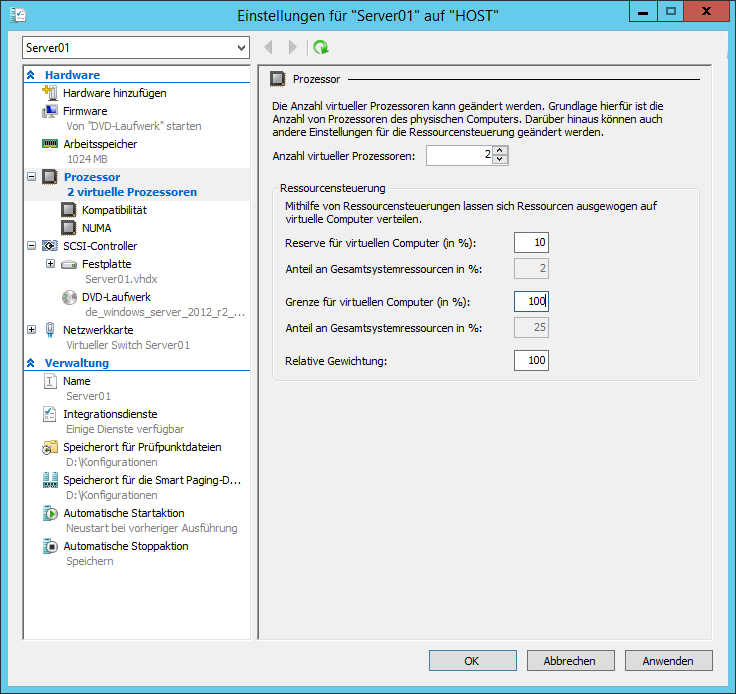 Einstellungen für "Server01" auf "HOST"
Server01
Hardware
Hardware hinzufügen
Firmware
Von "DVD-Laufwerk" starten
Arbeitsspeicher
1024 MB
Prozessor
2 virtuelle Prozessoren
Kompatibilität
NUMA
SCSI-Controller
Festplatte
Server01.vhdx
DVD-Laufwerk
de_windows_server_2012_r2_...
Netzwerkkarte
Virtueller Switch Server01
Verwaltung
Name
Server01
Integrationsdienste
Einige Dienste verfügbar
Speicherort für Prüfpunktdateien
D:\Konfigurationen
Speicherort für die Smart Paging-D...
D:\Konfigurationen
Automatische Startaktion
Neustart bei vorheriger Ausführung
Automatische Stoppaktion
Speichern
Prozessor
Die Anzahl virtueller Prozessoren kann geändert werden. Grundlage hierfür ist die
Anzahl von Prozessoren des physischen Computers. Darüber hinaus können auch
andere Einstellungen für die Ressourcensteuerung geändert werden.
Anzahl virtueller Prozessoren: 2
Ressourcensteuerung
Mithilfe von Ressourcensteuerungen lassen sich Ressourcen ausgewogen auf
virtuelle Computer verteilen.
Reserve für virtuellen Computer (in %): 10
Anteil an Gesamtsystemressourcen in %: 2
Grenze für virtuellen Computer (in %): 100
Anteil an Gesamtsystemressourcen in %: 25
Relative Gewichtung: 100
OK Abbrechen Anwenden